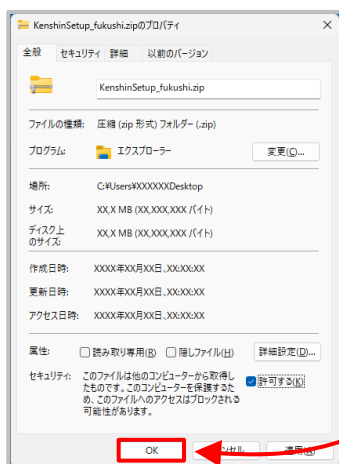 KenshinSetup_fukushi.zipのプロパティ
全般 セキュリティ 詳細 以前のバージョン
KenshinSetup_fukushi.zip
ファイルの種類: 圧縮 (zip 形式) フォルダー (.zip)
プログラム: エクスプローラー 変更(C)...
場所: C:¥Users¥XXXXXXDesktop
サイズ: XX,X MB (XX,XXX,XXX バイト)
ディスク上
のサイズ: XX,X MB (XX,XXX,XXX バイト)
作成日時: XXXX年XX月XX日、XX:XX:XX
更新日時: XXXX年XX月XX日、XX:XX:XX
アクセス日時: XXXX年XX月XX日、XX:XX:XX
属性: 読み取り専用(R) 隠しファイル(H) 詳細設定(D)...
セキュリティ: このファイルは他のコンピューターから取得し
たものです。このコンピューターを保護するた
め、このファイルへのアクセスはブロックされる
可能性があります。
許可する(K)
OK